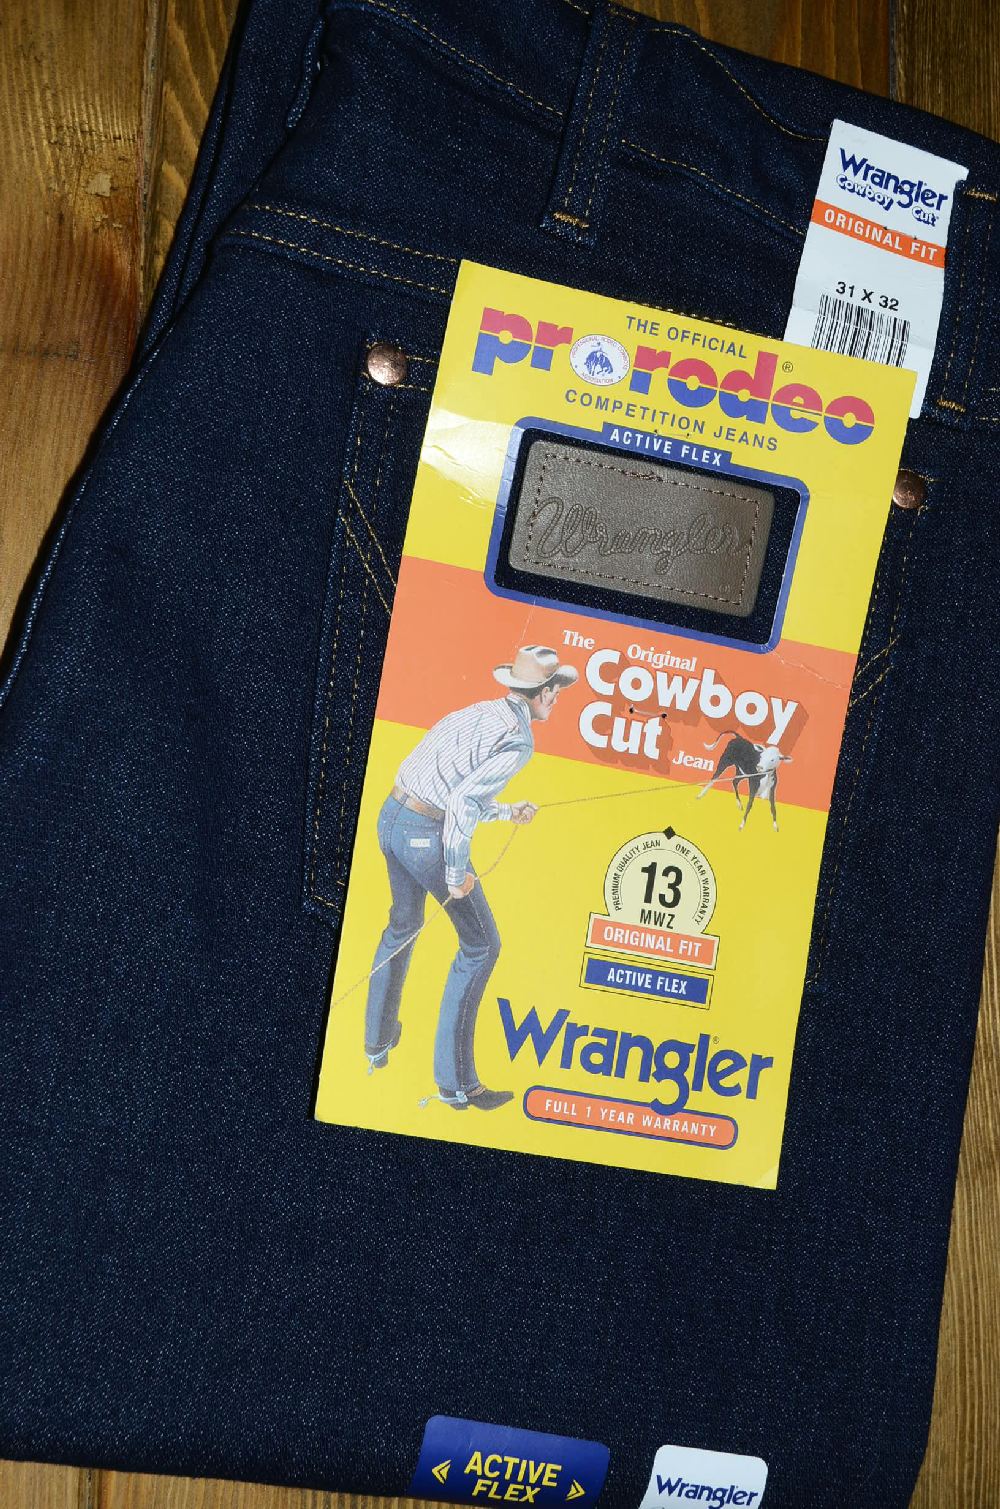 Wrangler
Cowboy Cut
ORIGINAL FIT
31 X 32
THE OFFICIAL
prorodeo®
COMPETITION JEANS
ACTIVE FLEX
Wrangler
The Original
Cowboy
Cut Jean
PREMIUM QUALITY JEAN ONE YEAR WARRANTY
13
MWZ
ORIGINAL FIT
ACTIVE FLEX
Wrangler®
FULL 1 YEAR WARRANTY
ACTIVE
FLEX
Wrangler